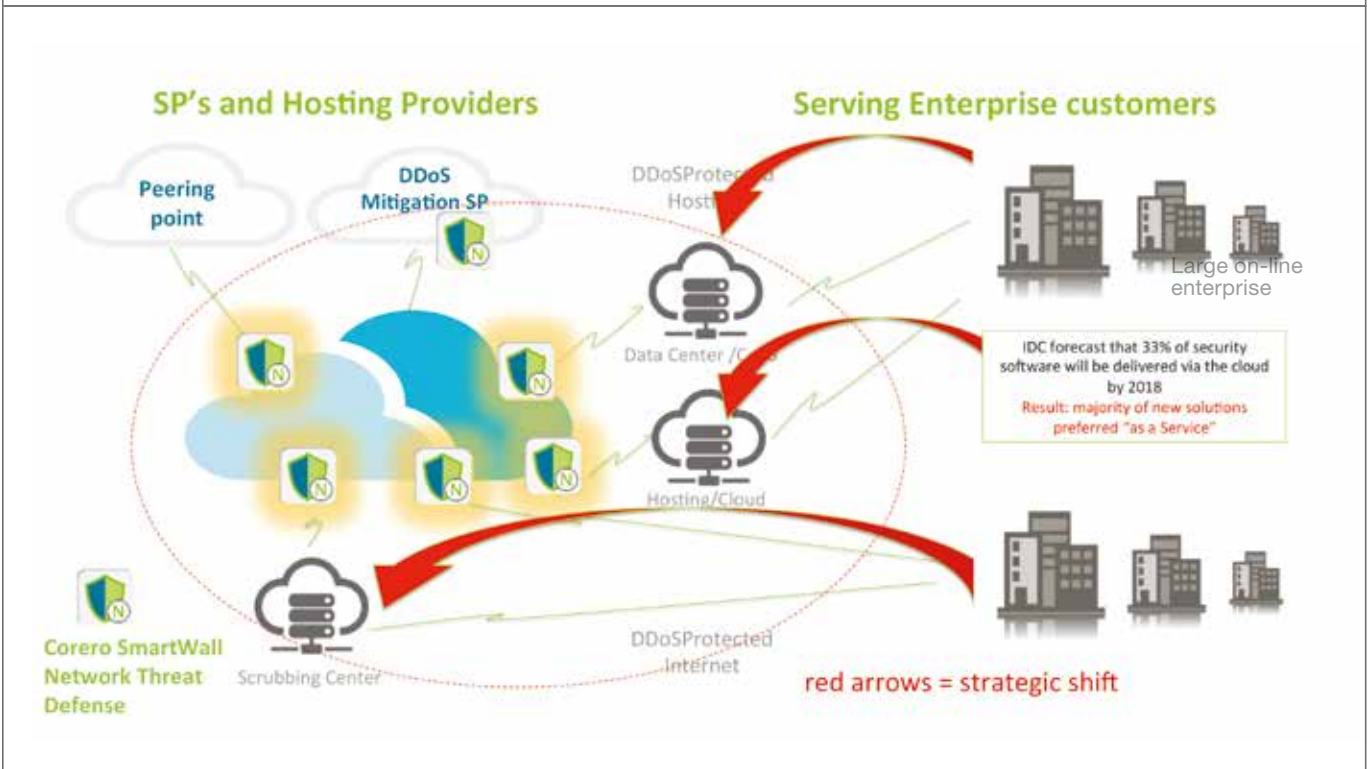 SP's and Hosting Providers
Serving Enterprise customers
Peering
point
DDoS
Mitigation SP
DDoSProtected
Hosti
Large on-line
enterprise
Data Center /C
IDC forecast that 33% of security
software will be delivered via the cloud
by 2018
Result: majority of new solutions
preferred "as a Service"
Hosting/Cloud
N
N
N
N
N
N
N
Corero SmartWall
Network Threat
Defense
Scrubbing Center
DDoSProtected
Internet
red arrows = strategic shift